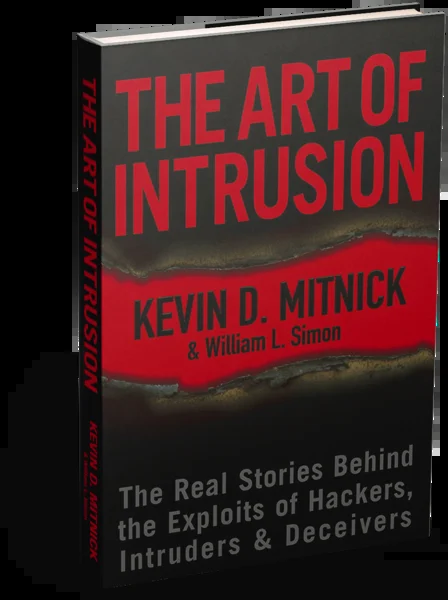 THE ART OF
INTRUSION
KEVIN D. MITNICK
& William L. Simon
The Real Stories Behind
the Exploits of Hackers,
Intruders & Deceivers
THE ART OF INTRUSION
KEVIN D. MITNICK
& William L. Simon